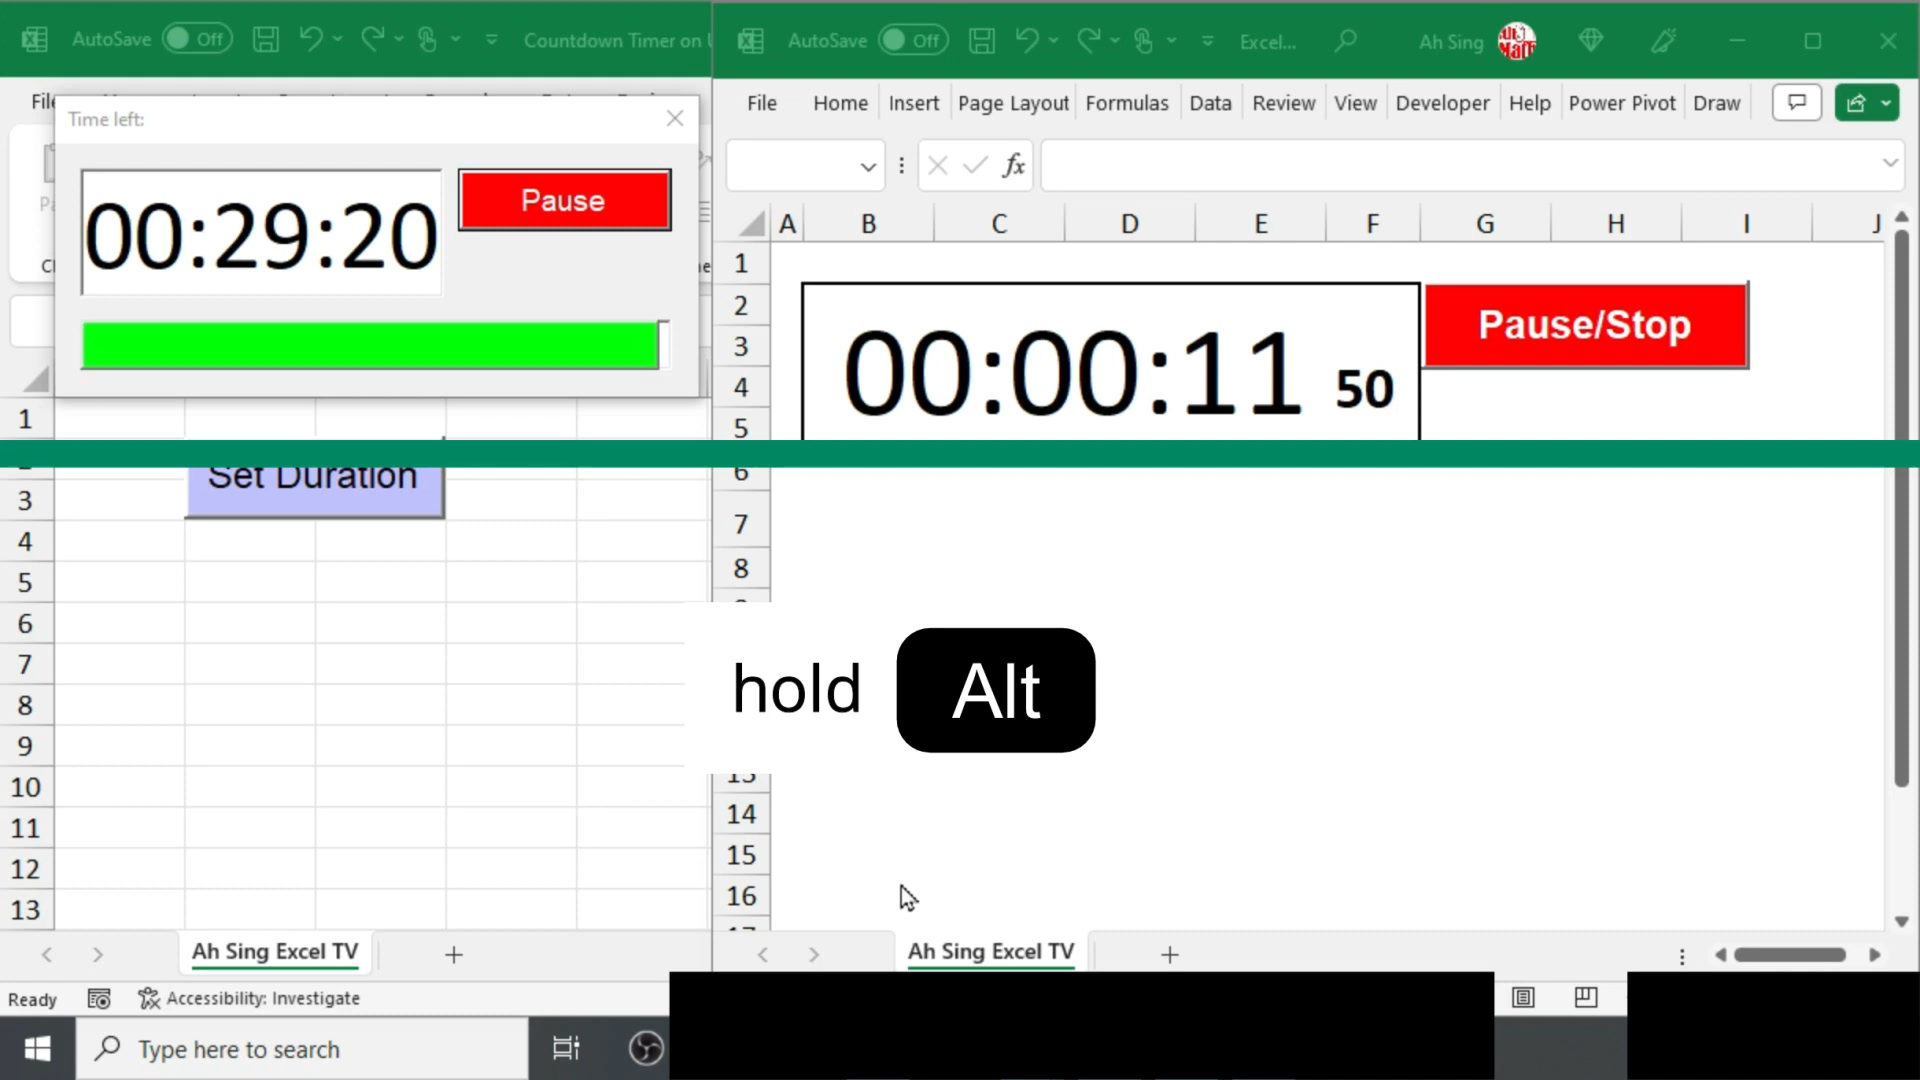 AutoSave Off Countdown Timer on
AutoSave Off Excel... Ah Sing
File Home Insert Page Layout Formulas Data Review View Developer Help Power Pivot Draw
Time left:
00:29:20
Pause
fx
A B C D E F G H I J
1
2
3
4
5
7
8
14
15
16
00:00:11 50
Pause/Stop
1
3
4
5
6
7
8
9
10
11
12
13
Set Duration
hold Alt
Ah Sing Excel TV
Ah Sing Excel TV
Ready Accessibility: Investigate
Type here to search